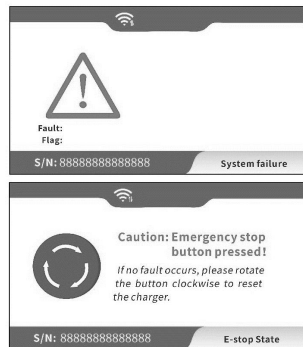 Fault:
Flag:
S/N: 88888888888888
System failure
Caution: Emergency stop
button pressed!
If no fault occurs, please rotate
the button clockwise to reset
the charger.
S/N: 88888888888888
E-stop State